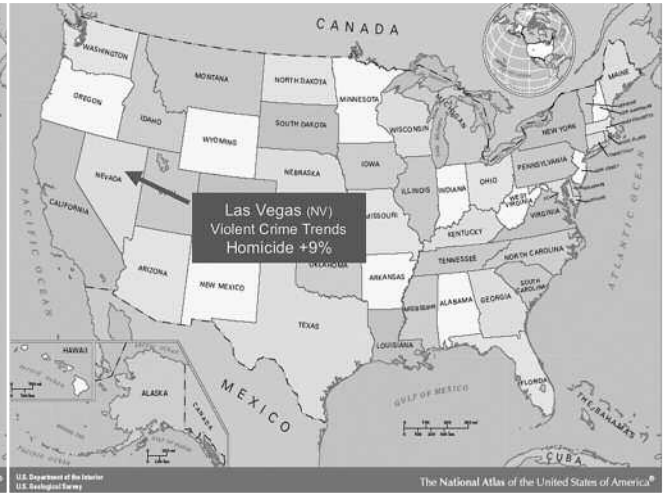 CANADA
WASHINGTON
MONTANA
NORTH DAKOTA
MINNESOTA
MAINE
OREGON
IDAHO
SOUTH DAKOTA
WISCONSIN
MICHIGAN
NEW YORK
WYOMING
NEVADA
NEBRASKA
IOWA
ILLINOIS
INDIANA
OHIO
PENNSYLVANIA
WEST VIRGINIA
VIRGINIA
CALIFORNIA
Las Vegas (NV)
Violent Crime Trends
Homicide +9%
MISSOURI
KENTUCKY
TENNESSEE
NORTH CAROLINA
SOUTH CAROLINA
ARIZONA
NEW MEXICO
OKLAHOMA
ARKANSAS
MISSISSIPPI
ALABAMA
GEORGIA
TEXAS
LOUISIANA
FLORIDA
PACIFIC OCEAN
ATLANTIC OCEAN
HAWAII
ALASKA
CANADA
MEXICO
GULF OF MEXICO
THE BAHAMAS
CUBA
U.S. Department of the Interior
U.S. Geological Survey
The National Atlas of the United States of America®